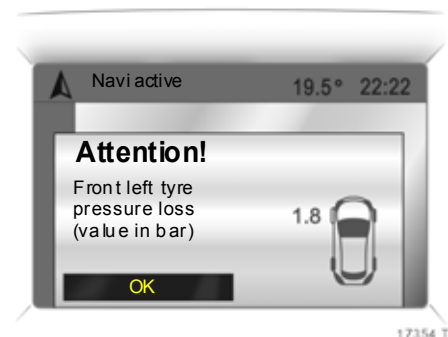 Navi active 19.5° 22:22
Attention!
Front left tyre
pressure loss
(value in bar)
1.8
OK
17354 T